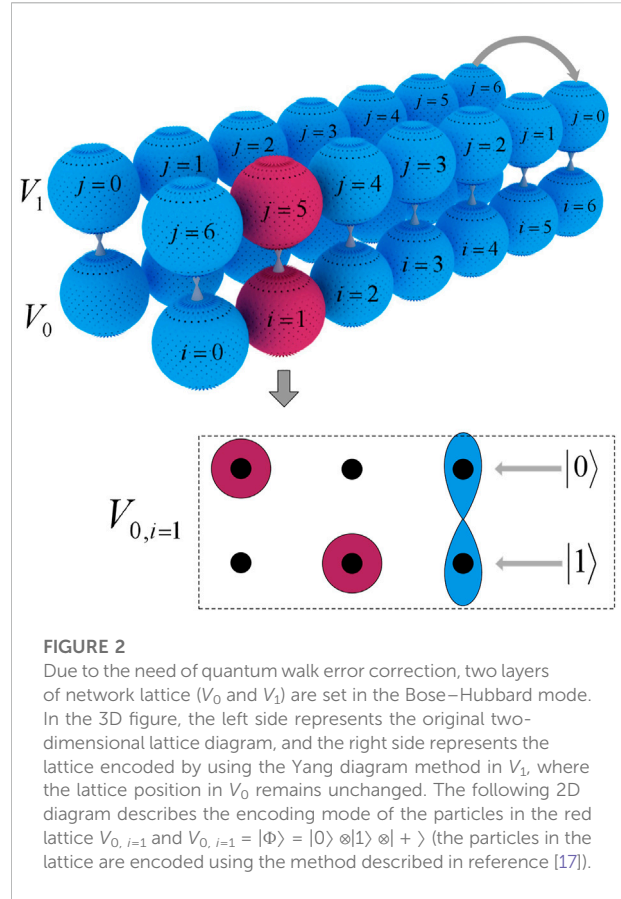 j = 6
j = 5
j = 4
j = 3
j = 2
j = 1
j = 0
j = 0
j = 1
j = 2
j = 3
j = 4
j = 5
j = 6
V₁
V₀
i = 6
i = 5
i = 4
i = 3
i = 2
i = 1
i = 0
V₀,ᵢ₌₁
|0⟩
|1⟩
FIGURE 2
Due to the need of quantum walk error correction, two layers
of network lattice (V₀ and V₁) are set in the Bose–Hubbard mode.
In the 3D figure, the left side represents the original two-
dimensional lattice diagram, and the right side represents the
lattice encoded by using the Yang diagram method in V₁, where
the lattice position in V₀ remains unchanged. The following 2D
diagram describes the encoding mode of the particles in the red
lattice V₀, ᵢ₌₁ and V₀, ᵢ₌₁ = |Φ⟩ = |0⟩ ⊗|1⟩ ⊗| + ⟩ (the particles in the
lattice are encoded using the method described in reference [17]).